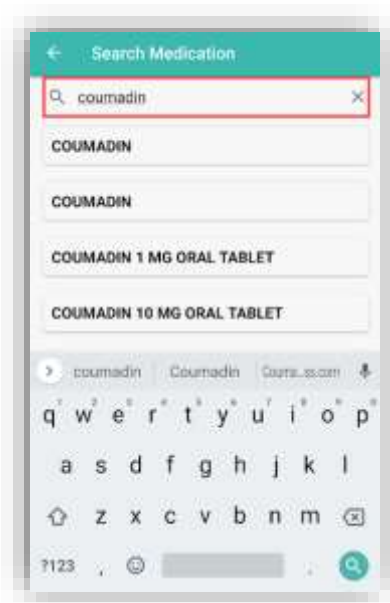 Search Medication
coumadin
COUMADIN
COUMADIN
COUMADIN 1 MG ORAL TABLET
COUMADIN 10 MG ORAL TABLET
coumadin Coumadin
q w e r t y u i o p
a s d f g h j k l
z x c v b n m
?123 , .